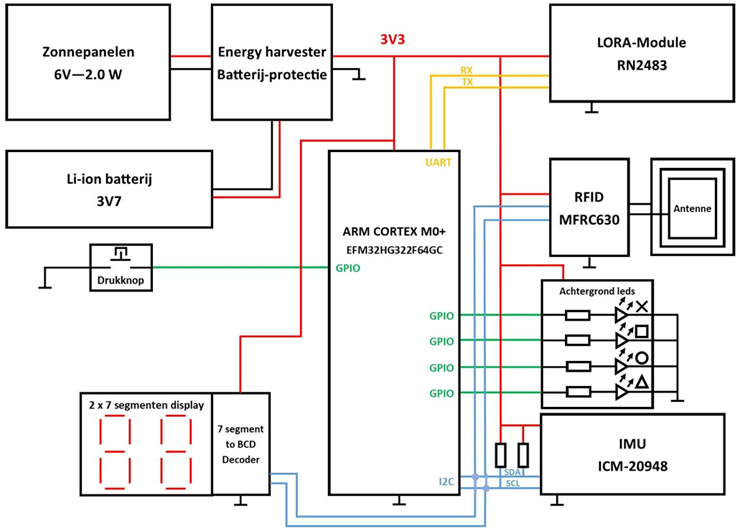 Zonnepanelen
6V—2.0 W
Energy harvester
Batterij-protectie
3V3
LORA-Module
RN2483
RX
TX
UART
Li-ion batterij
3V7
RFID
MFRC630
Antenne
ARM CORTEX M0+
EFM32HG322F64GC
GPIO
Drukknop
Achtergrond leds
GPIO
GPIO
GPIO
GPIO
2 x 7 segmenten display
7 segment
to BCD
Decoder
IMU
ICM-20948
I2C
SDA
SCL